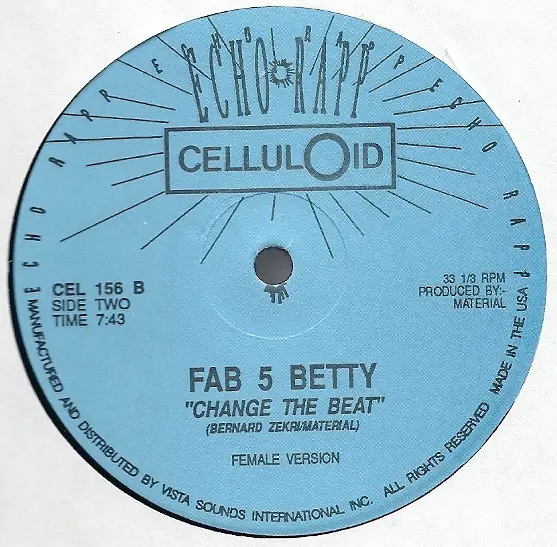 ECHO RAPP ECHO RAPP ECHO RAPP
ECHO RAPP
CELLULOID
CEL 156 B
SIDE TWO
TIME 7:43
33 1/3 RPM
PRODUCED BY:-
MATERIAL
FAB 5 BETTY
"CHANGE THE BEAT"
(BERNARD ZEKRI/MATERIAL)
FEMALE VERSION
MANUFACTURED AND DISTRIBUTED BY VISTA SOUNDS INTERNATIONAL INC. ALL RIGHTS RESERVED MADE IN THE USA